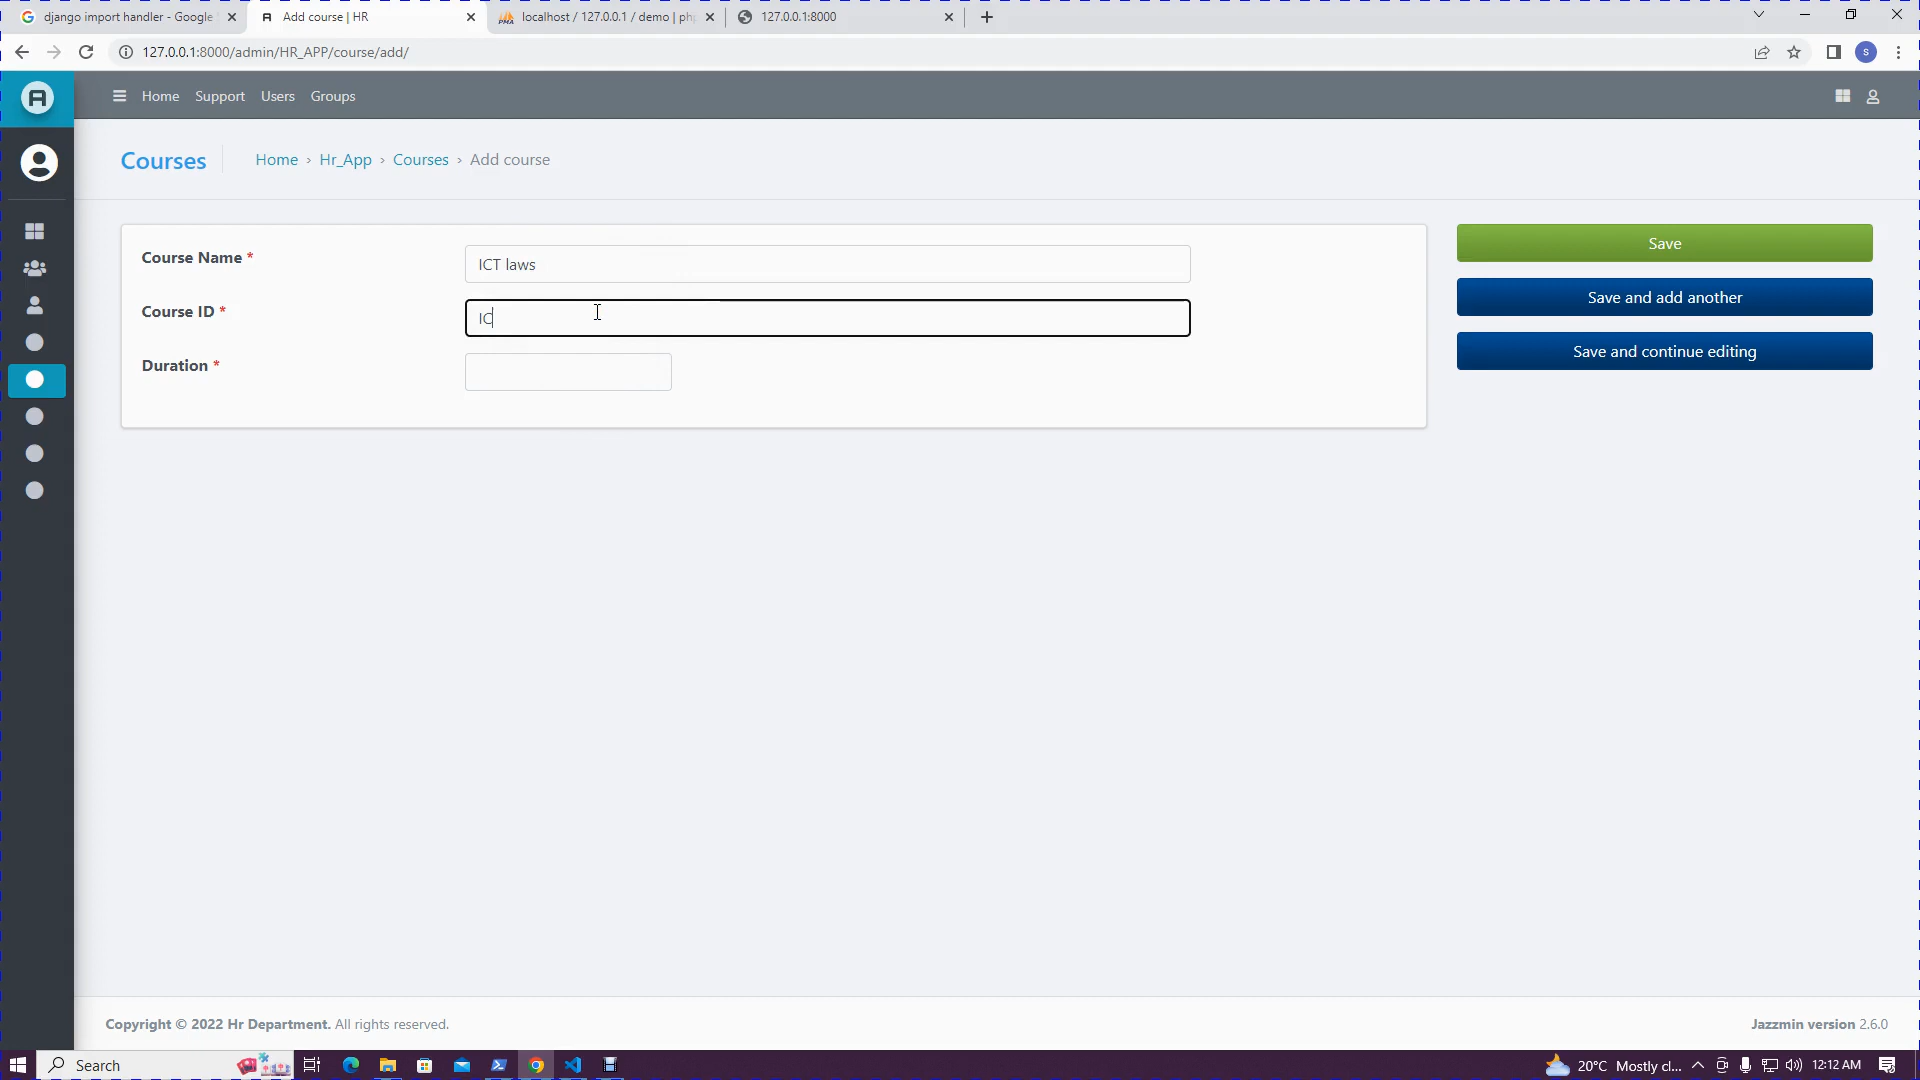 django import handler - Google
Add course | HR
localhost / 127.0.0.1 / demo | ph
127.0.0.1:8000
127.0.0.1:8000/admin/HR_APP/course/add/
S
Home Support Users Groups
Courses
Home › Hr_App › Courses › Add course
Course Name *
ICT laws
Save
Course ID *
IC
Save and add another
Duration *
Save and continue editing
Copyright © 2022 Hr Department. All rights reserved.
Jazzmin version 2.6.0
Search
20°C Mostly cl...
12:12 AM